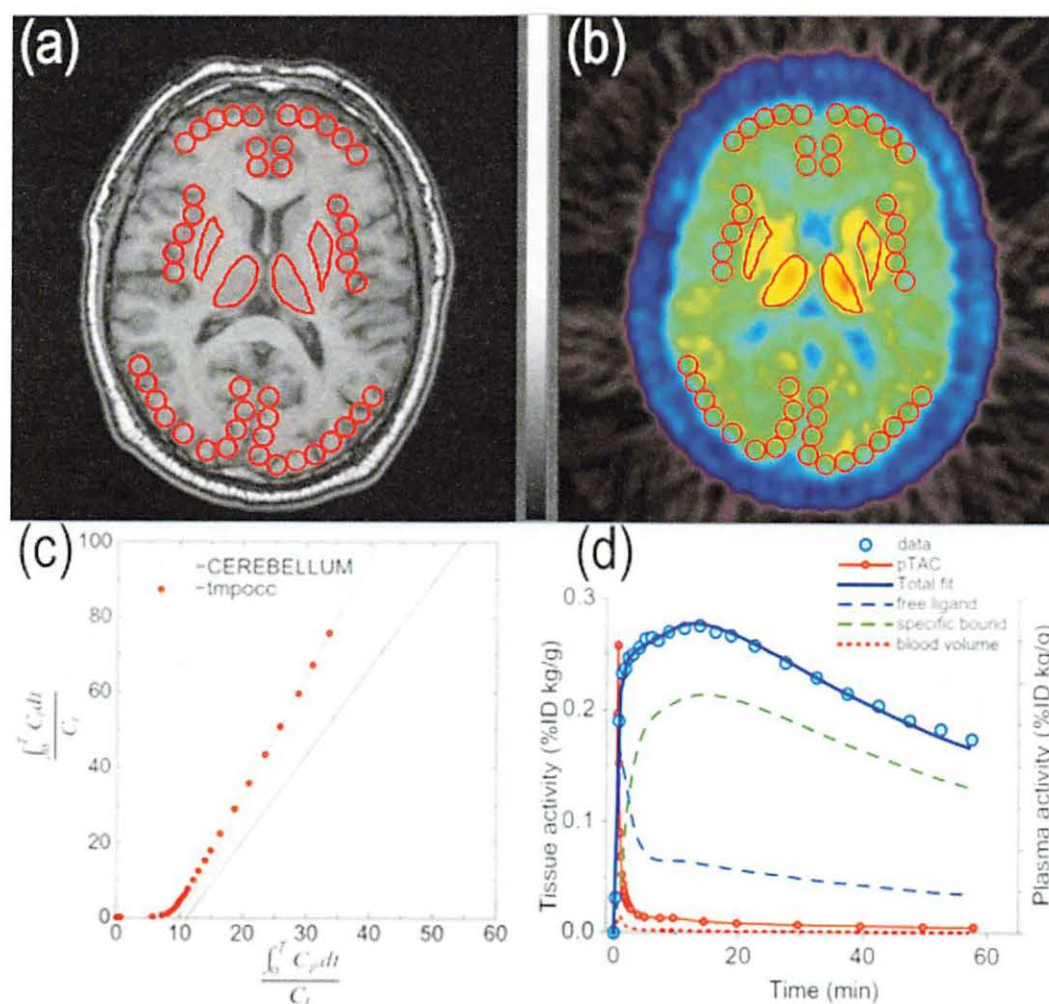 (a)
(b)
(c)
100
80
60
40
20
0
-CEREBELLUM
-tmpocc
0 10 20 30 40 50 60
(d)
data
pTAC
Total fit
free ligand
specific bound
blood volume
0.3
0.2
0.1
0.0
Tissue activity (%ID kg/g)
Plasma activity (%ID kg/g)
0 20 40 60
Time (min)